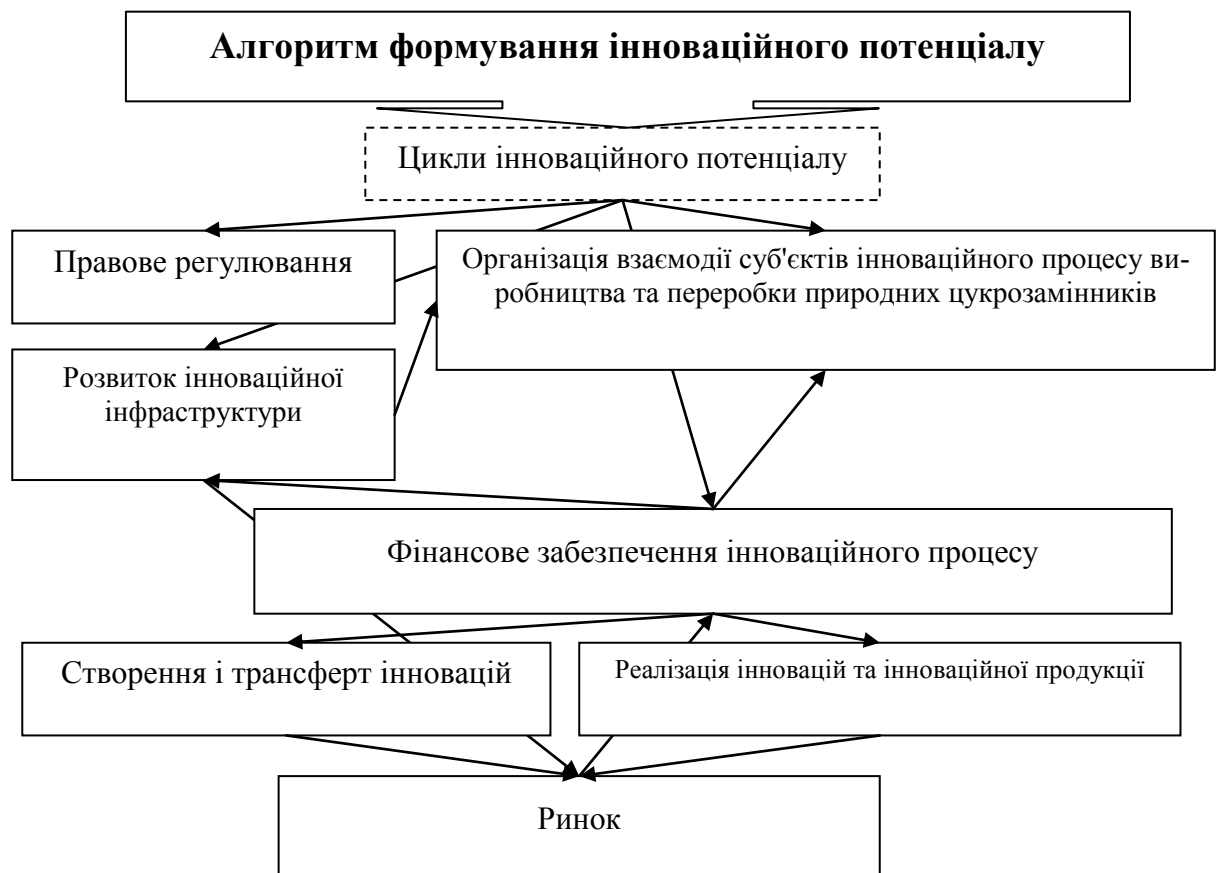 Алгоритм формування інноваційного потенціалу
Цикли інноваційного потенціалу
Правове регулювання
Організація взаємодії суб'єктів інноваційного процесу ви-
робництва та переробки природних цукрозамінників
Розвиток інноваційної
інфраструктури
Фінансове забезпечення інноваційного процесу
Створення і трансферт інновацій
Реалізація інновацій та інноваційної продукції
Ринок